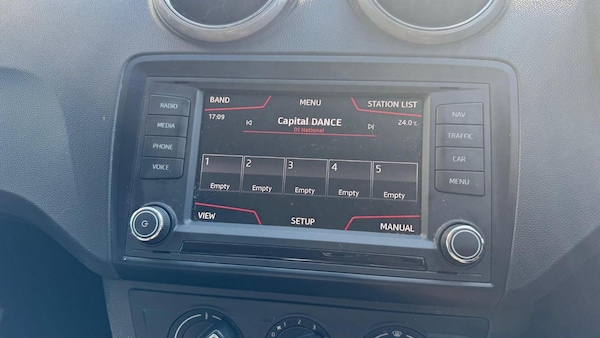 RADIO
MEDIA
PHONE
VOICE
BAND
MENU
STATION LIST
17:09
Capital DANCE
24.0°C
D1 National
1 2 3 4 5
Empty Empty Empty Empty Empty
VIEW
SETUP
MANUAL
NAV
TRAFFIC
CAR
MENU